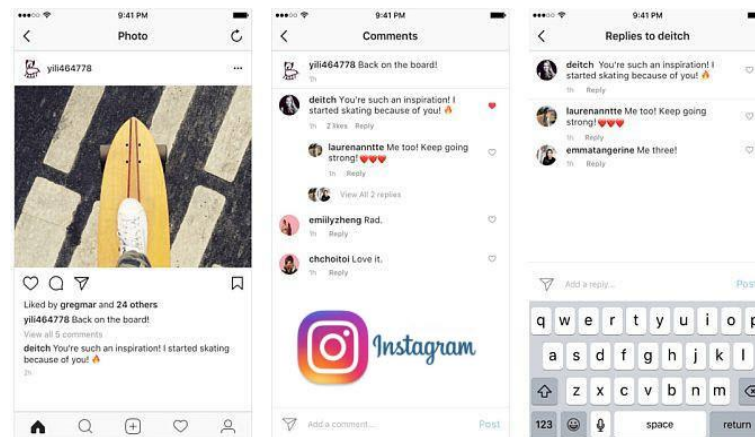 9:41 PM
Photo
yili464778
Liked by gregmar and 24 others
yili464778 Back on the board!
View all 5 comments
deitch You're such an inspiration! I started skating
because of you! 🔥
2h
9:41 PM
Comments
yili464778 Back on the board!
1h
deitch You're such an inspiration! I
started skating because of you! 🔥
1h 2 likes Reply
laurenanntte Me too! Keep going
strong! ❤❤❤
1h Reply
View All 2 replies
emiilyzheng Rad.
1h Reply
chchoitoi Love it.
1h Reply
Instagram
Add a comment...
Post
9:41 PM
Replies to deitch
deitch You're such an inspiration! I
started skating because of you! 🔥
1h Reply
laurenanntte Me too! Keep going
strong! ❤❤❤
1h Reply
emmatangerine Me three!
1h Reply
Add a reply...
Post
q w e r t y u i o p
a s d f g h j k l
z x c v b n m
123 space return